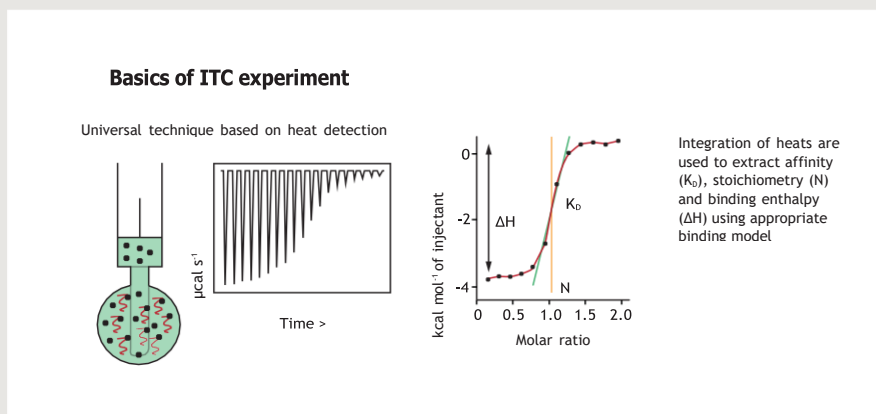 Basics of ITC experiment
Universal technique based on heat detection
µcal s⁻¹
Time >
kcal mol⁻¹ of injectant
0
-2
-4
ΔH
K_D
N
0 0.5 1.0 1.5 2.0
Molar ratio
Integration of heats are
used to extract affinity
(K_D), stoichiometry (N)
and binding enthalpy
(ΔH) using appropriate
binding model